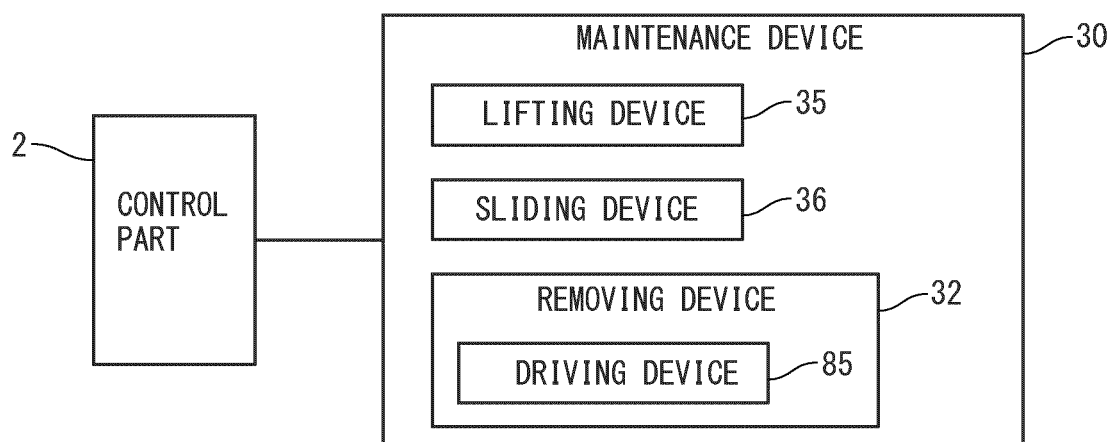 MAINTENANCE DEVICE
30
LIFTING DEVICE
35
2
CONTROL
PART
SLIDING DEVICE
36
REMOVING DEVICE
32
DRIVING DEVICE
85